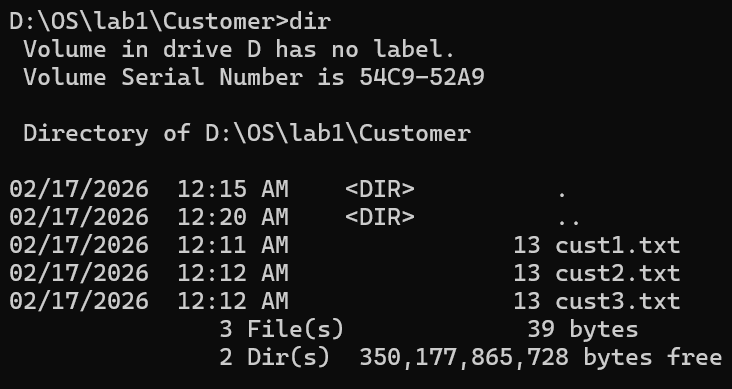 D:\OS\lab1\Customer>dir
 Volume in drive D has no label.
 Volume Serial Number is 54C9-52A9

 Directory of D:\OS\lab1\Customer

02/17/2026  12:15 AM    <DIR>          .
02/17/2026  12:20 AM    <DIR>          ..
02/17/2026  12:11 AM                13 cust1.txt
02/17/2026  12:12 AM                13 cust2.txt
02/17/2026  12:12 AM                13 cust3.txt
               3 File(s)             39 bytes
               2 Dir(s)  350,177,865,728 bytes free